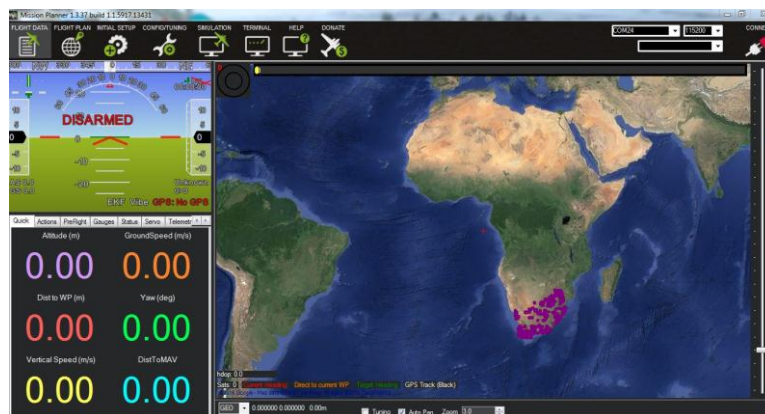 Mission Planner 1.3.37 build 1.1.5917.13431
FLIGHT DATA FLIGHT PLAN INITIAL SETUP CONFIG/TUNING SIMULATION TERMINAL HELP DONATE
COM24 115200 CONNE
DISARMED
EKF Vibe GPS: No GPS
Quick Actions PreFlight Gauges Status Servo Telemetr
Altitude (m) GroundSpeed (m/s)
0.00 0.00
Dist to WP (m) Yaw (deg)
0.00 0.00
Vertical Speed (m/s) DistToMAV
0.00 0.00
hdop: 0.0
Sats: 0 Current Heading Direct to current WP Target Heading GPS Track (Black)
GEO 0.000000 0.000000 0.00m Tuning Auto Pan Zoom 3.0